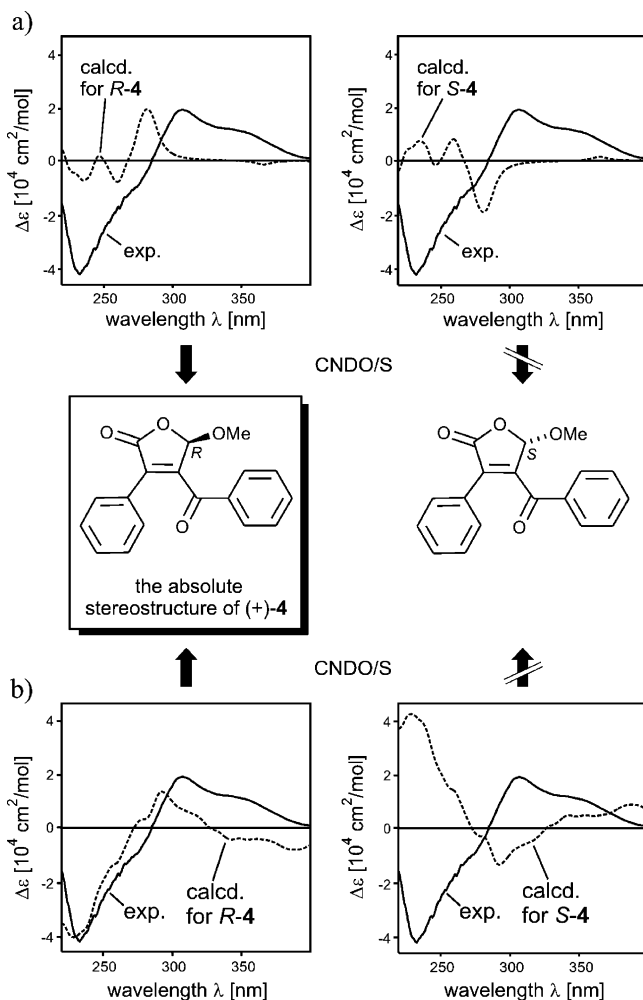 a)
4
2
0
-2
-4
Δε [10⁴ cm²/mol]
calcd.
for R-4
exp.
250 300 350
wavelength λ [nm]
4
2
0
-2
-4
Δε [10⁴ cm²/mol]
calcd.
for S-4
exp.
250 300 350
wavelength λ [nm]
CNDO/S
O
O
OMe
R
O
the absolute
stereostructure of (+)-4
O
O
OMe
S
O
CNDO/S
b)
4
2
0
-2
-4
Δε [10⁴ cm²/mol]
exp.
calcd.
for R-4
250 300 350
wavelength λ [nm]
4
2
0
-2
-4
Δε [10⁴ cm²/mol]
exp.
calcd.
for S-4
250 300 350
wavelength λ [nm]